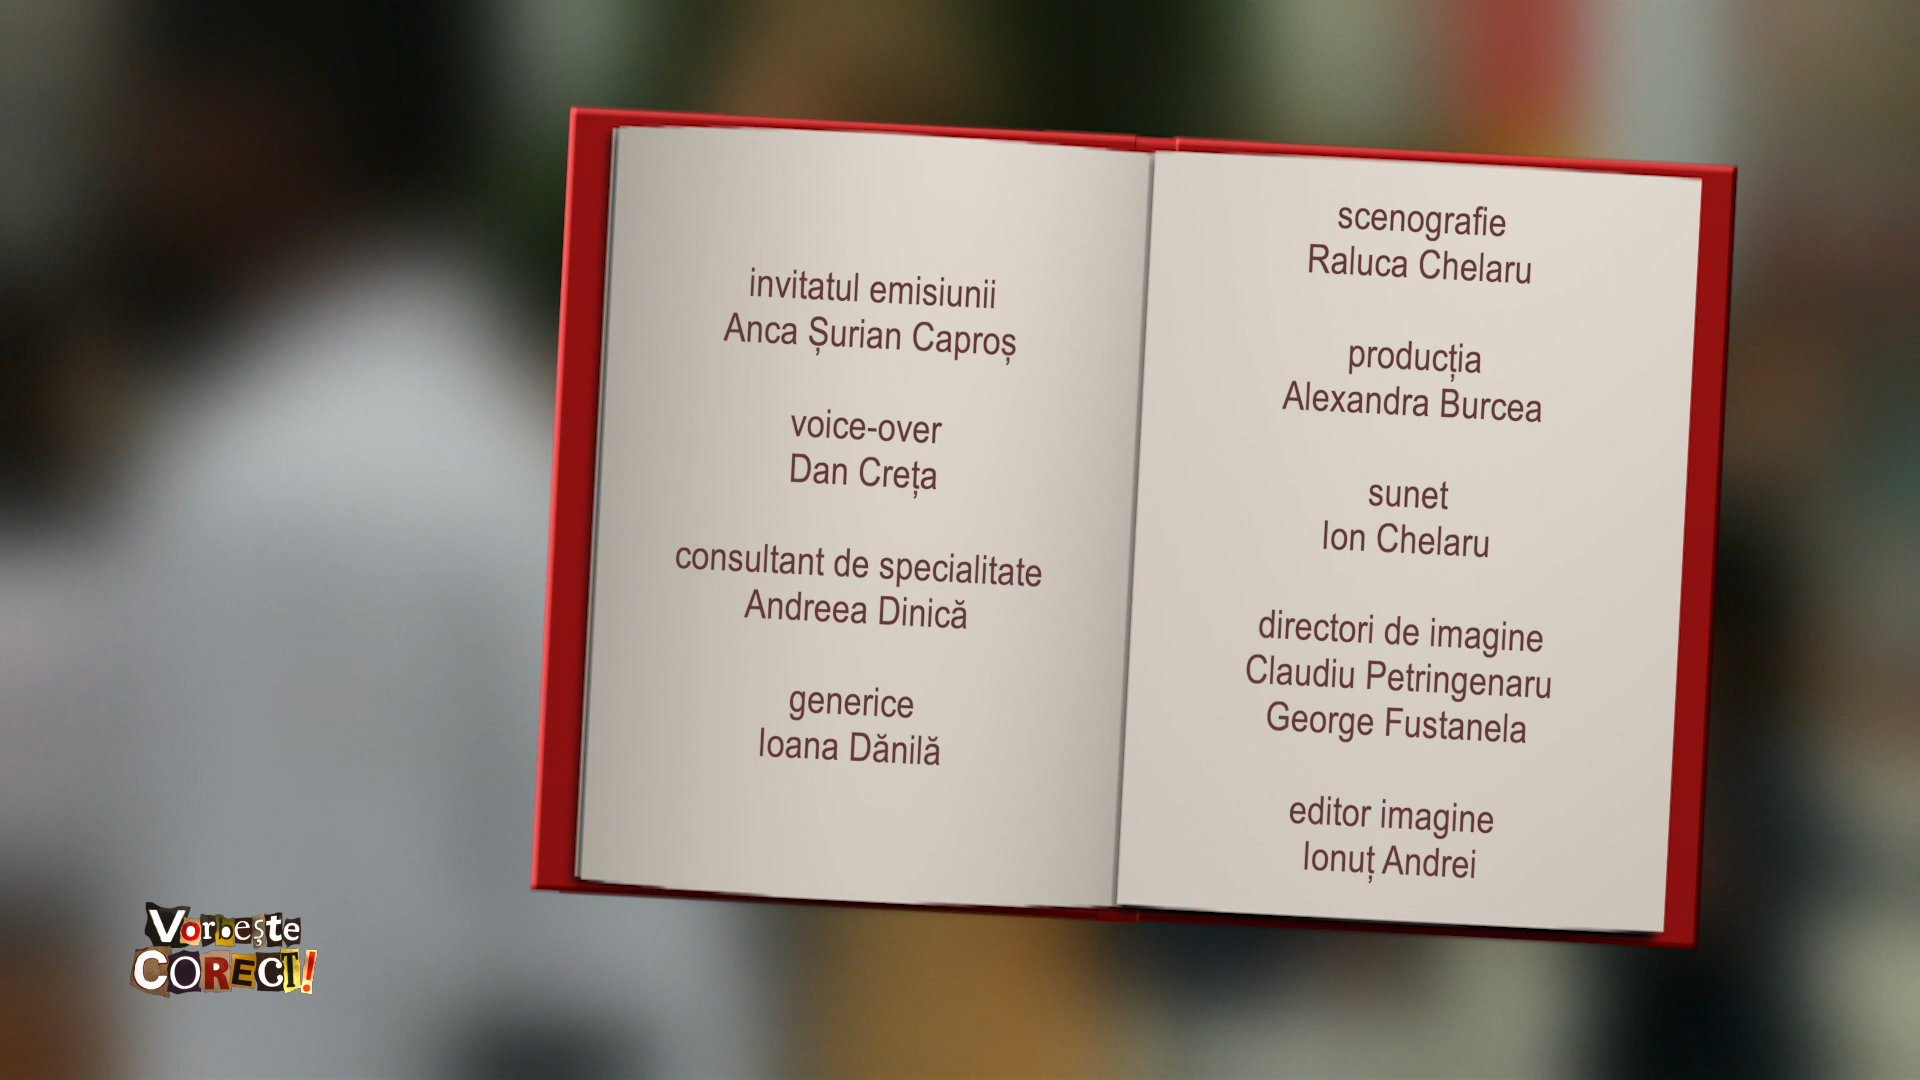 invitatul emisiunii
Anca Șurian Caproș
voice-over
Dan Creța
consultant de specialitate
Andreea Dinică
generice
Ioana Dănilă
scenografie
Raluca Chelaru
producția
Alexandra Burcea
sunet
Ion Chelaru
directori de imagine
Claudiu Petringenaru
George Fustanela
editor imagine
Ionuț Andrei
Vorbește
CORECT!